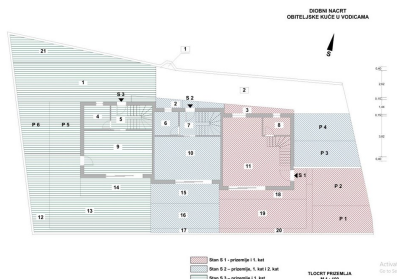 DIOBNI NACRT
OBITELJSKE KUĆE U VODICAMA
S
21
1
1
2
S 3
S 2
2
3
4
5
6
7
8
P 4
P 6
P 5
9
10
11
P 3
S 1
P 2
14
15
18
12
13
16
19
P 1
17
20
Stan S 1 - prizemlje i 1. kat
Stan S 2 – prizemlje, 1. kat i 2. kat
Stan S 3 - prizemlje i 1. kat
TLOCRT PRIZEMLJA